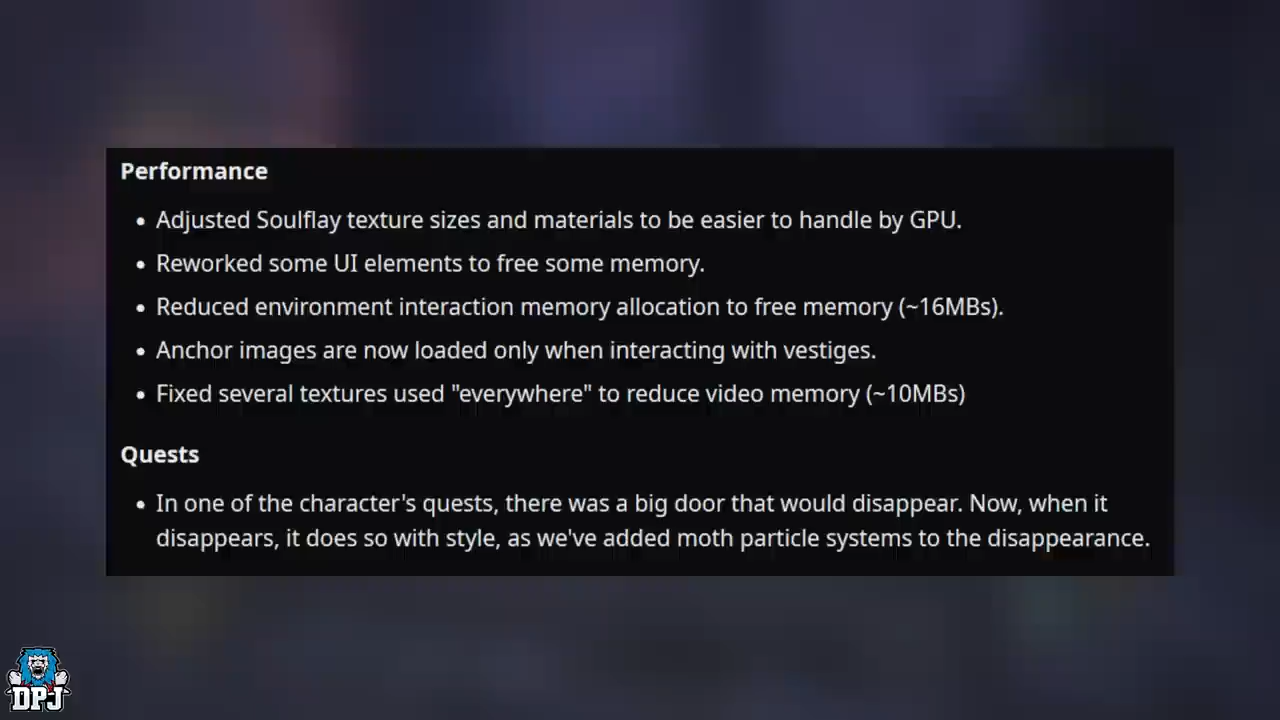 Performance
• Adjusted Soulflay texture sizes and materials to be easier to handle by GPU.
• Reworked some UI elements to free some memory.
• Reduced environment interaction memory allocation to free memory (~16MBs).
• Anchor images are now loaded only when interacting with vestiges.
• Fixed several textures used "everywhere" to reduce video memory (~10MBs)
Quests
• In one of the character's quests, there was a big door that would disappear. Now, when it
disappears, it does so with style, as we've added moth particle systems to the disappearance.
DPJ